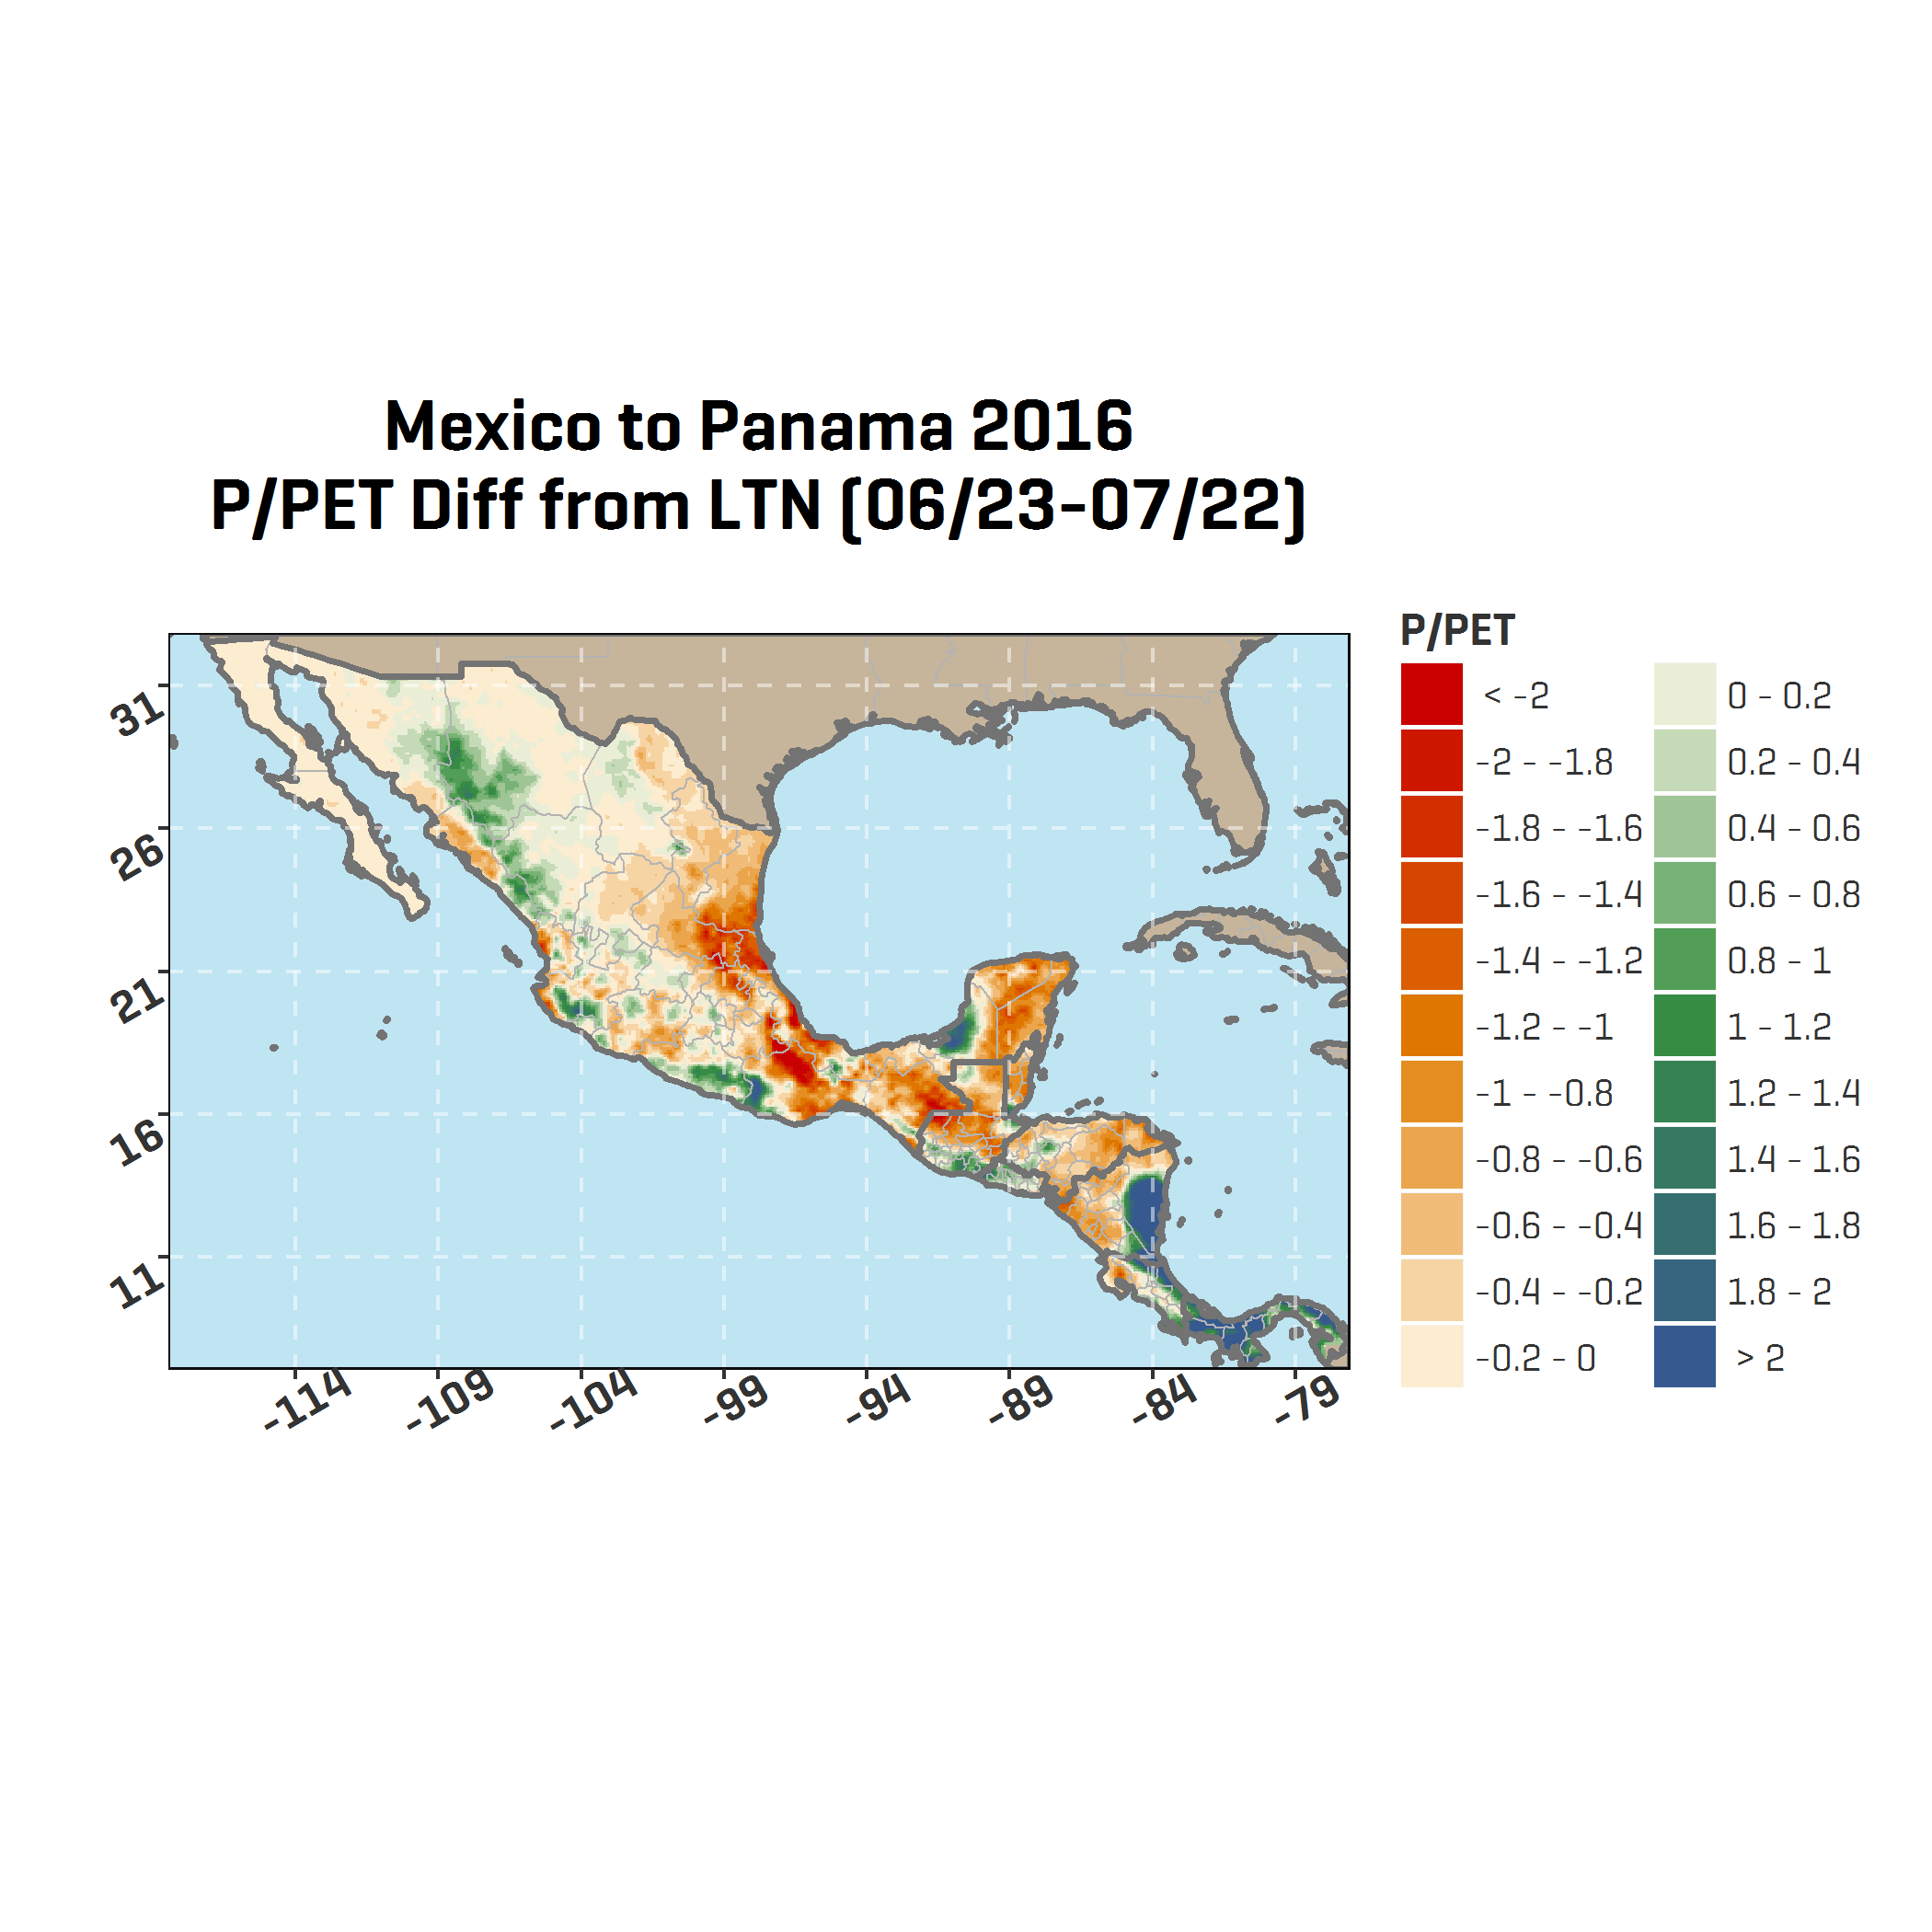 Mexico to Panama 2016
P/PET Diff from LTN (06/23-07/22)
P/PET
< -2
-2 - -1.8
-1.8 - -1.6
-1.6 - -1.4
-1.4 - -1.2
-1.2 - -1
-1 - -0.8
-0.8 - -0.6
-0.6 - -0.4
-0.4 - -0.2
-0.2 - 0
0 - 0.2
0.2 - 0.4
0.4 - 0.6
0.6 - 0.8
0.8 - 1
1 - 1.2
1.2 - 1.4
1.4 - 1.6
1.6 - 1.8
1.8 - 2
> 2
31
26
21
16
11
-114
-109
-104
-99
-94
-89
-84
-79